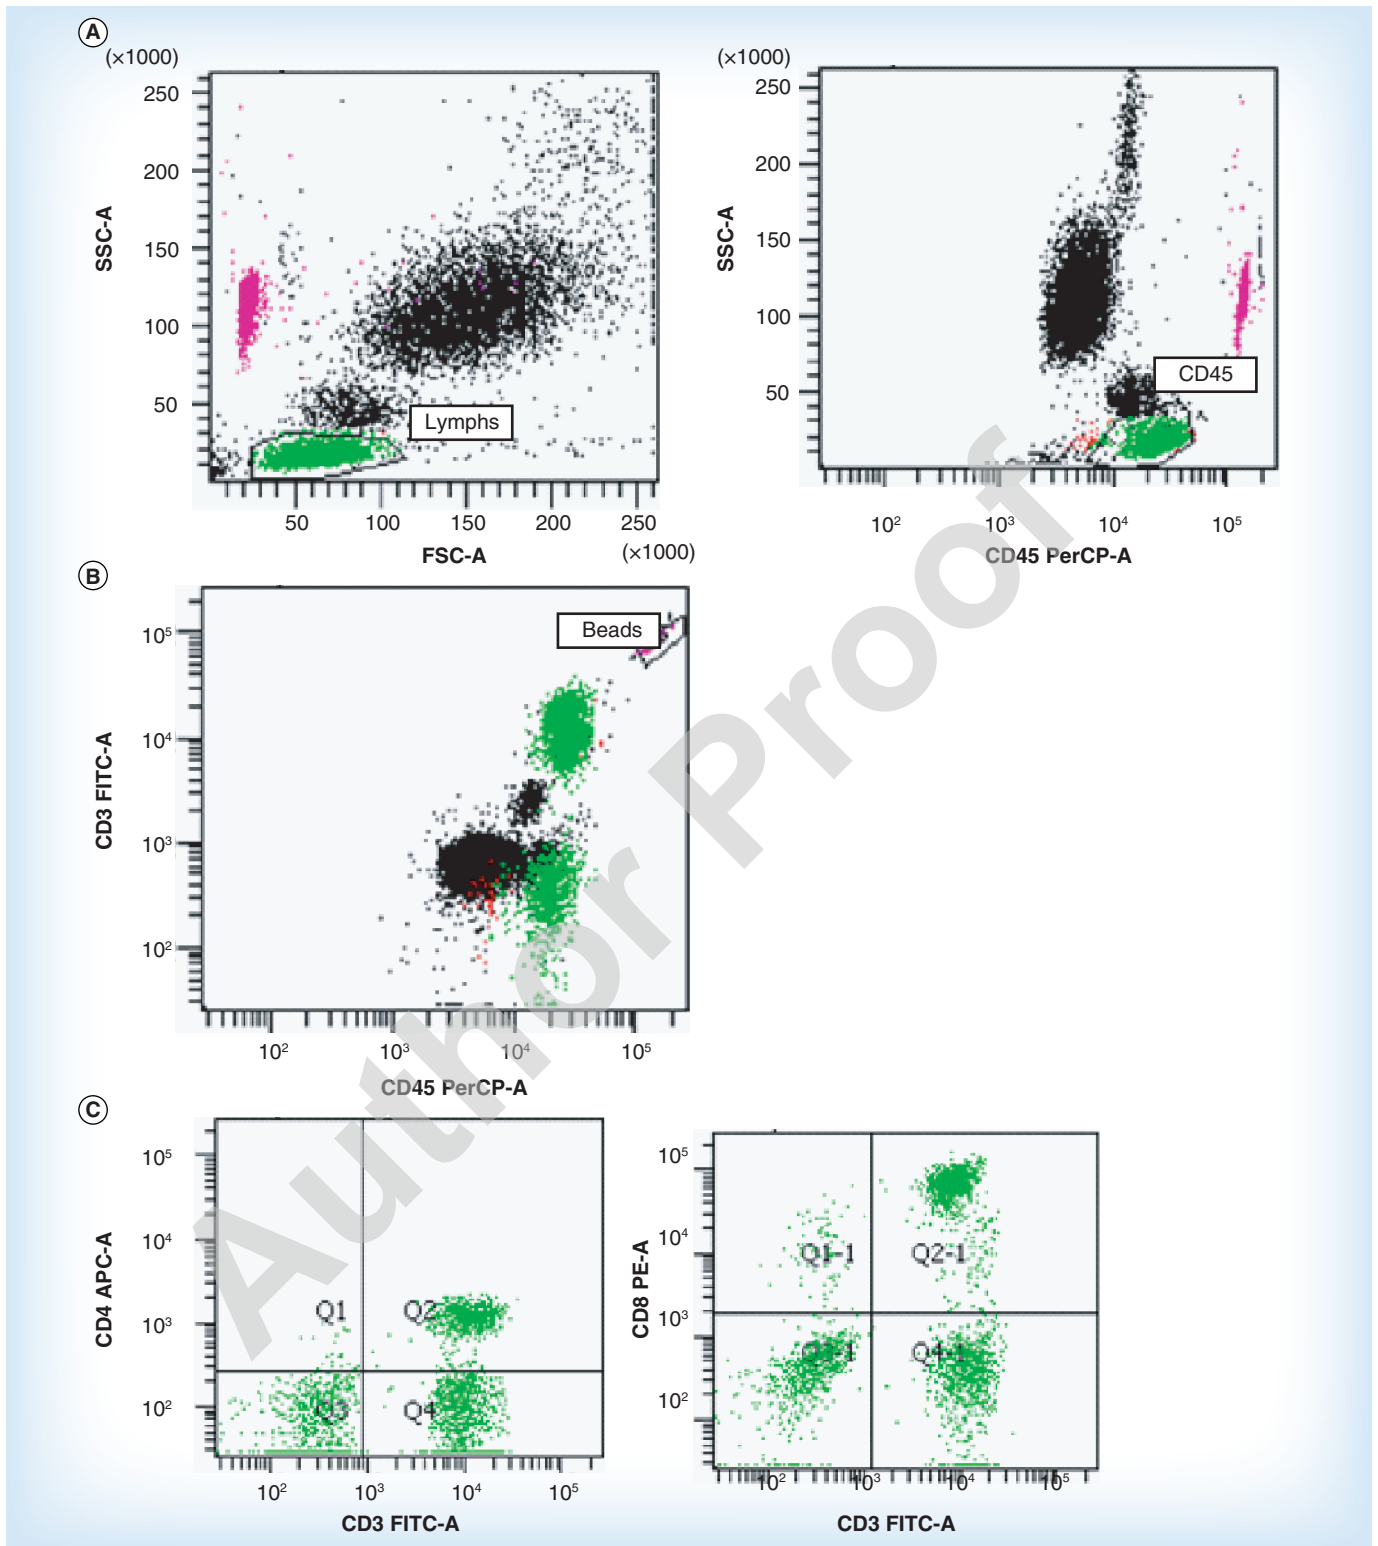 A
(×1000)
250
200
150
100
50
SSC-A
Lymphs
50 100 150 200 250
FSC-A
(×1000)
(×1000)
250
200
150
100
50
SSC-A
CD45
10² 10³ 10⁴ 10⁵
CD45 PerCP-A
B
10⁵
10⁴
10³
10²
CD3 FITC-A
Beads
10² 10³ 10⁴ 10⁵
CD45 PerCP-A
C
10⁵
10⁴
10³
10²
CD4 APC-A
Q1 Q2
Q3 Q4
10² 10³ 10⁴ 10⁵
CD3 FITC-A
10⁵
10⁴
10³
10²
CD8 PE-A
Q1-1 Q2-1
Q3-1 Q4-1
10² 10³ 10⁴ 10⁵
CD3 FITC-A
Author Proof